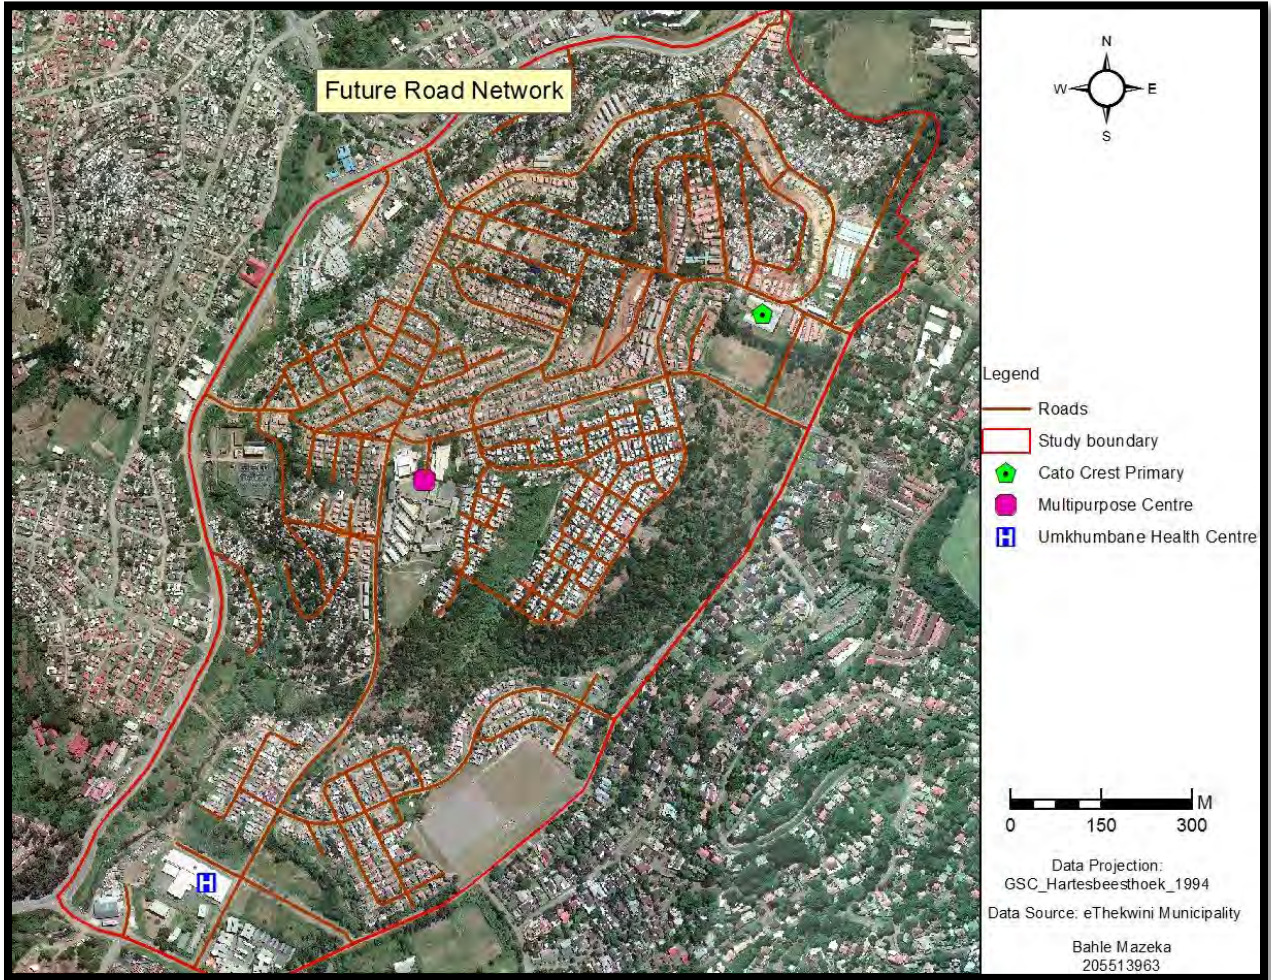 Future Road Network
N
W
E
S
Legend
Roads
Study boundary
Cato Crest Primary
Multipurpose Centre
H Umkhumbane Health Centre
M
0 150 300
H
Data Projection:
GSC_Hartesbeesthoek_1994
Data Source: eThekwini Municipality
Bahle Mazeka
205513963